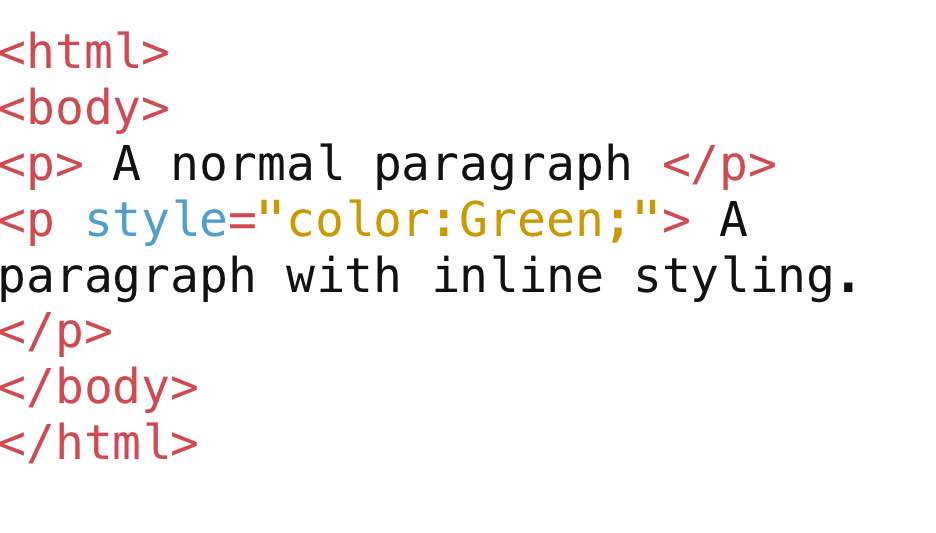 <html>
<body>
<p> A normal paragraph </p>
<p style="color:Green;"> A
paragraph with inline styling.
</p>
</body>
</html>